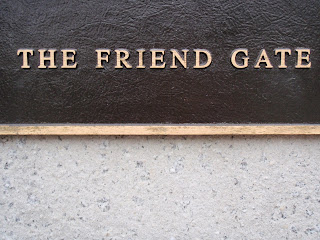 THE FRIEND GATE